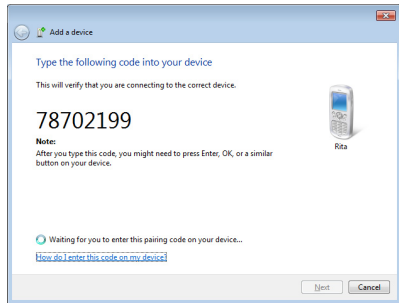 Add a device
Type the following code into your device
This will verify that you are connecting to the correct device.
78702199
Note:
After you type this code, you might need to press Enter, OK, or a similar
button on your device.
Rita
Waiting for you to enter this pairing code on your device...
How do I enter this code on my device?
Next
Cancel